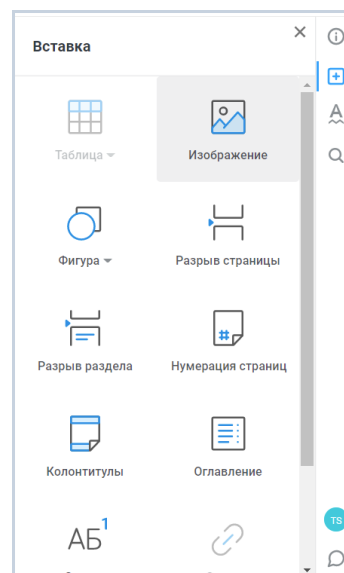 Вставка
Таблица
Изображение
Фигура
Разрыв страницы
Разрыв раздела
Нумерация страниц
Колонтитулы
Оглавление
АБ1
TS